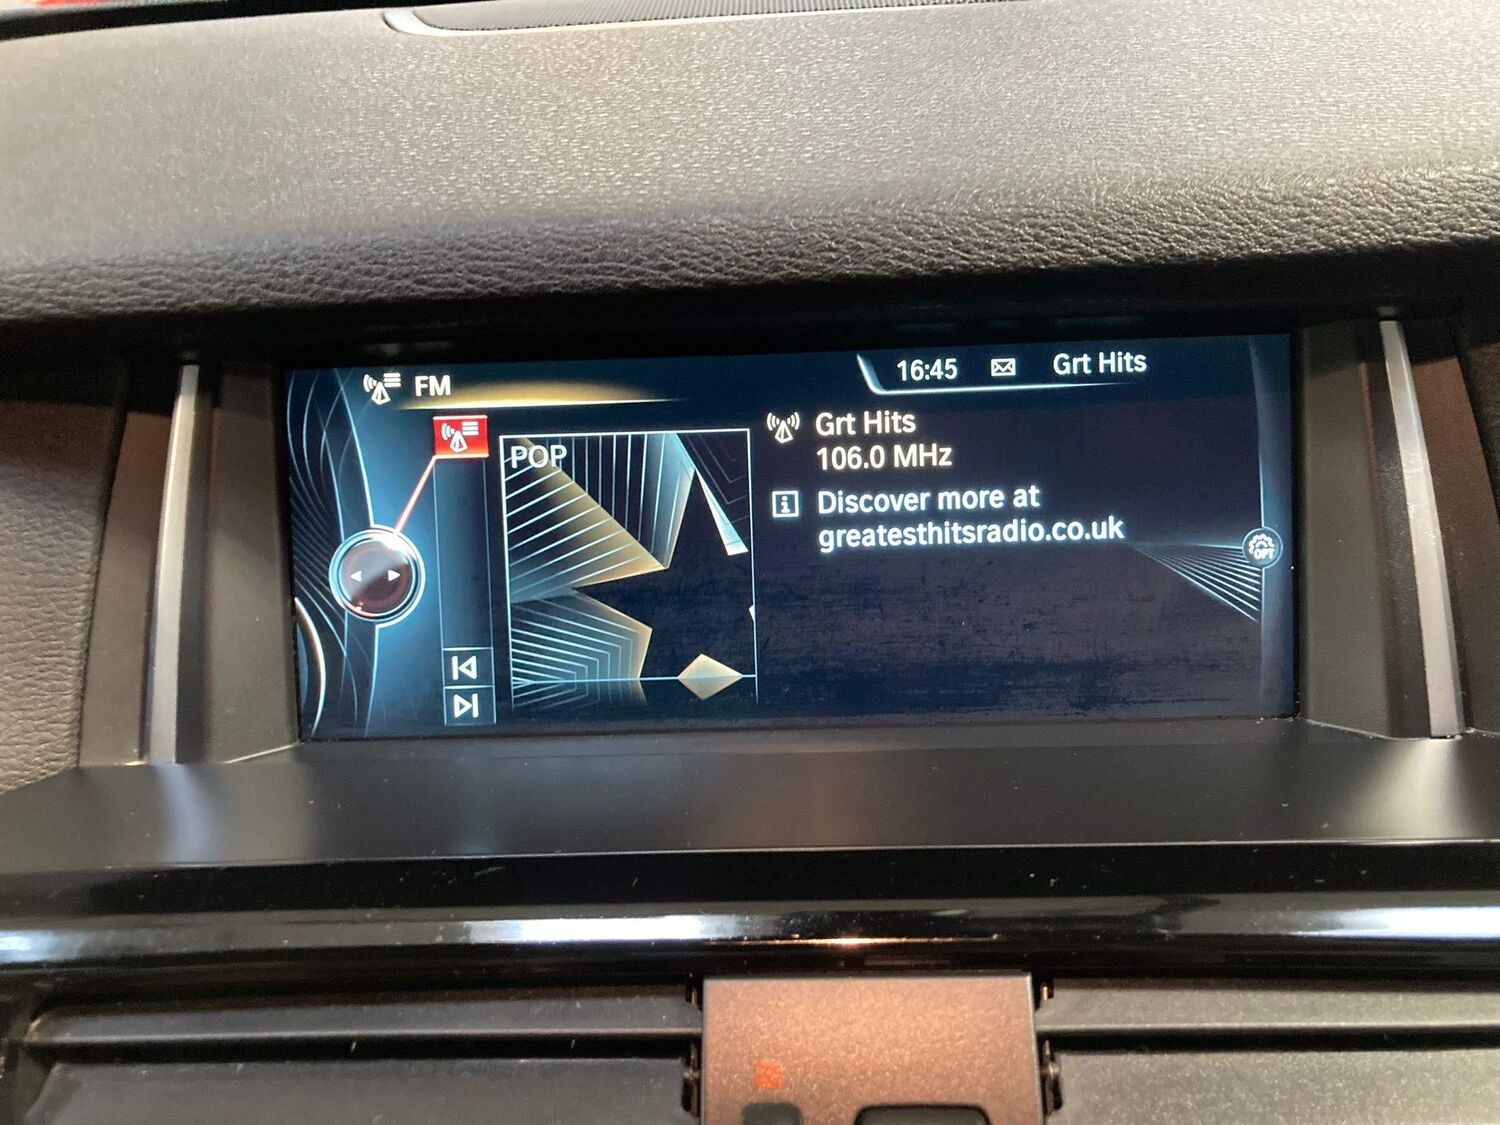 FM
16:45
Grt Hits
POP
Grt Hits
106.0 MHz
Discover more at
greatesthitsradio.co.uk
OPT